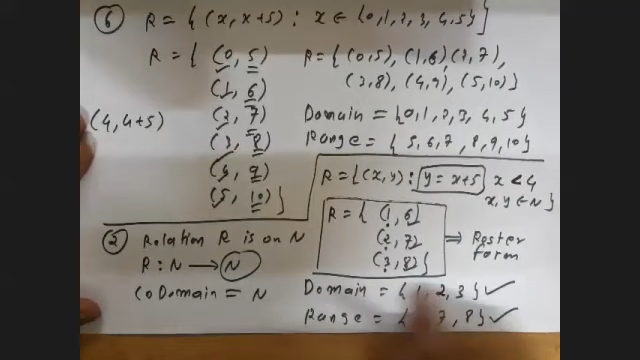 ⑥ R = { (x, x+5) : x ∈ {0,1,2,3,4,5} }
R = { (0, 5)
(1, 6)
(2, 7)
(3, 8)
(4, 9)
(5, 10) }
(4, 4+5)
R = { (0,5), (1,6) (2,7),
(3,8), (4,9), (5,10) }
Domain = {0,1,2,3,4,5}
Range = { 5,6,7,8,9,10 }
② Relation R is on N
R : N → N
CoDomain = N
R = {(x,y) : y = x+5 x < 4
x, y ∈ N }
R = { (1,6)
(2,7)
(3,8) }
⇒ Roster form
Domain = { 1, 2, 3 } ✓
Range = { 7, 8 } ✓